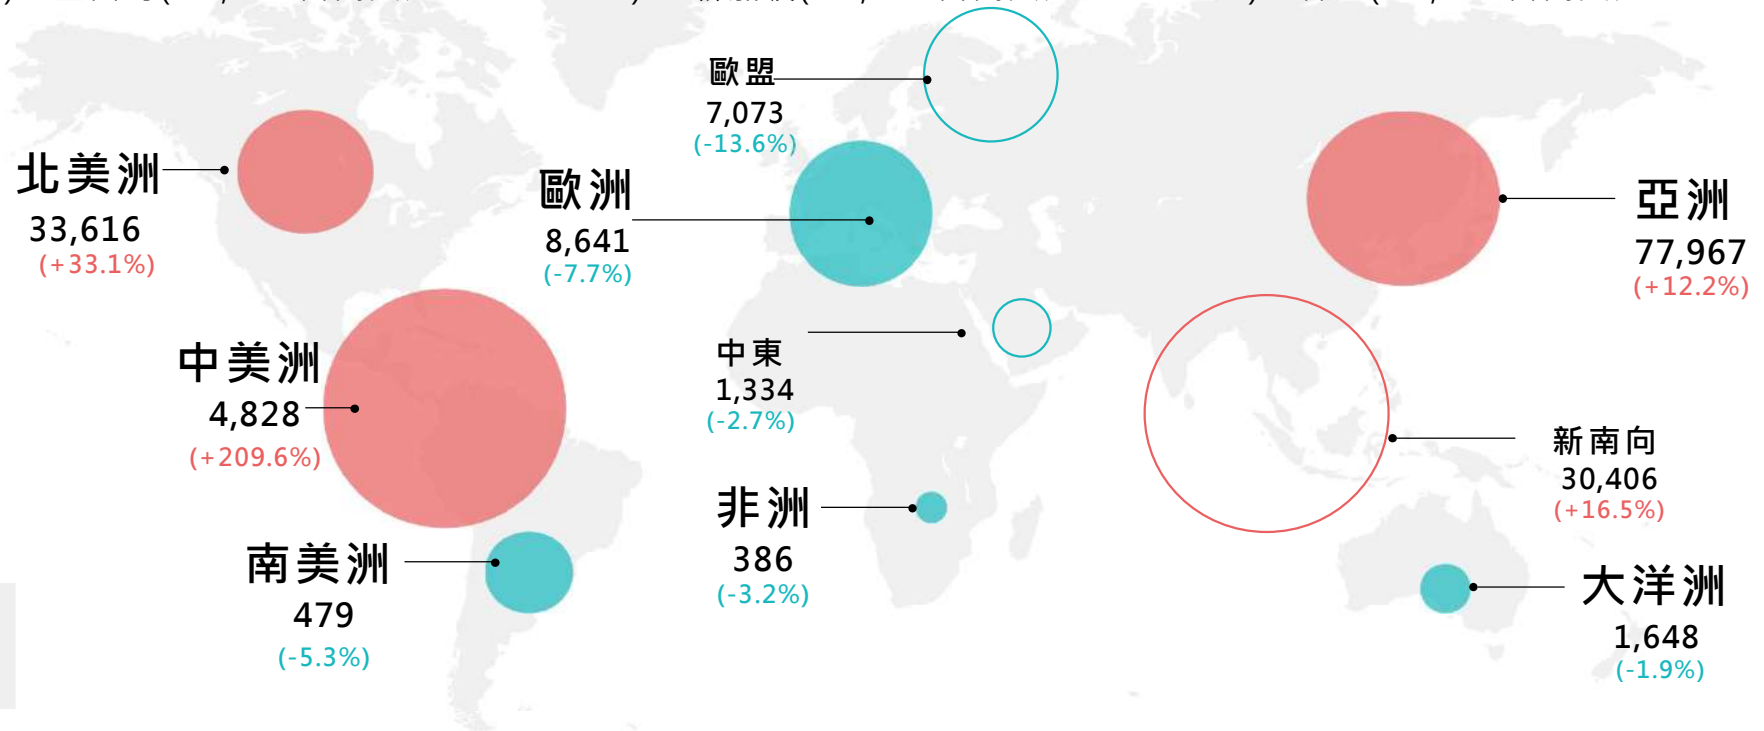 歐盟
7,073
(-13.6%)
北美洲
33,616
(+33.1%)
歐洲
8,641
(-7.7%)
亞洲
77,967
(+12.2%)
中美洲
4,828
(+209.6%)
中東
1,334
(-2.7%)
新南向
30,406
(+16.5%)
非洲
386
(-3.2%)
南美洲
479
(-5.3%)
大洋洲
1,648
(-1.9%)